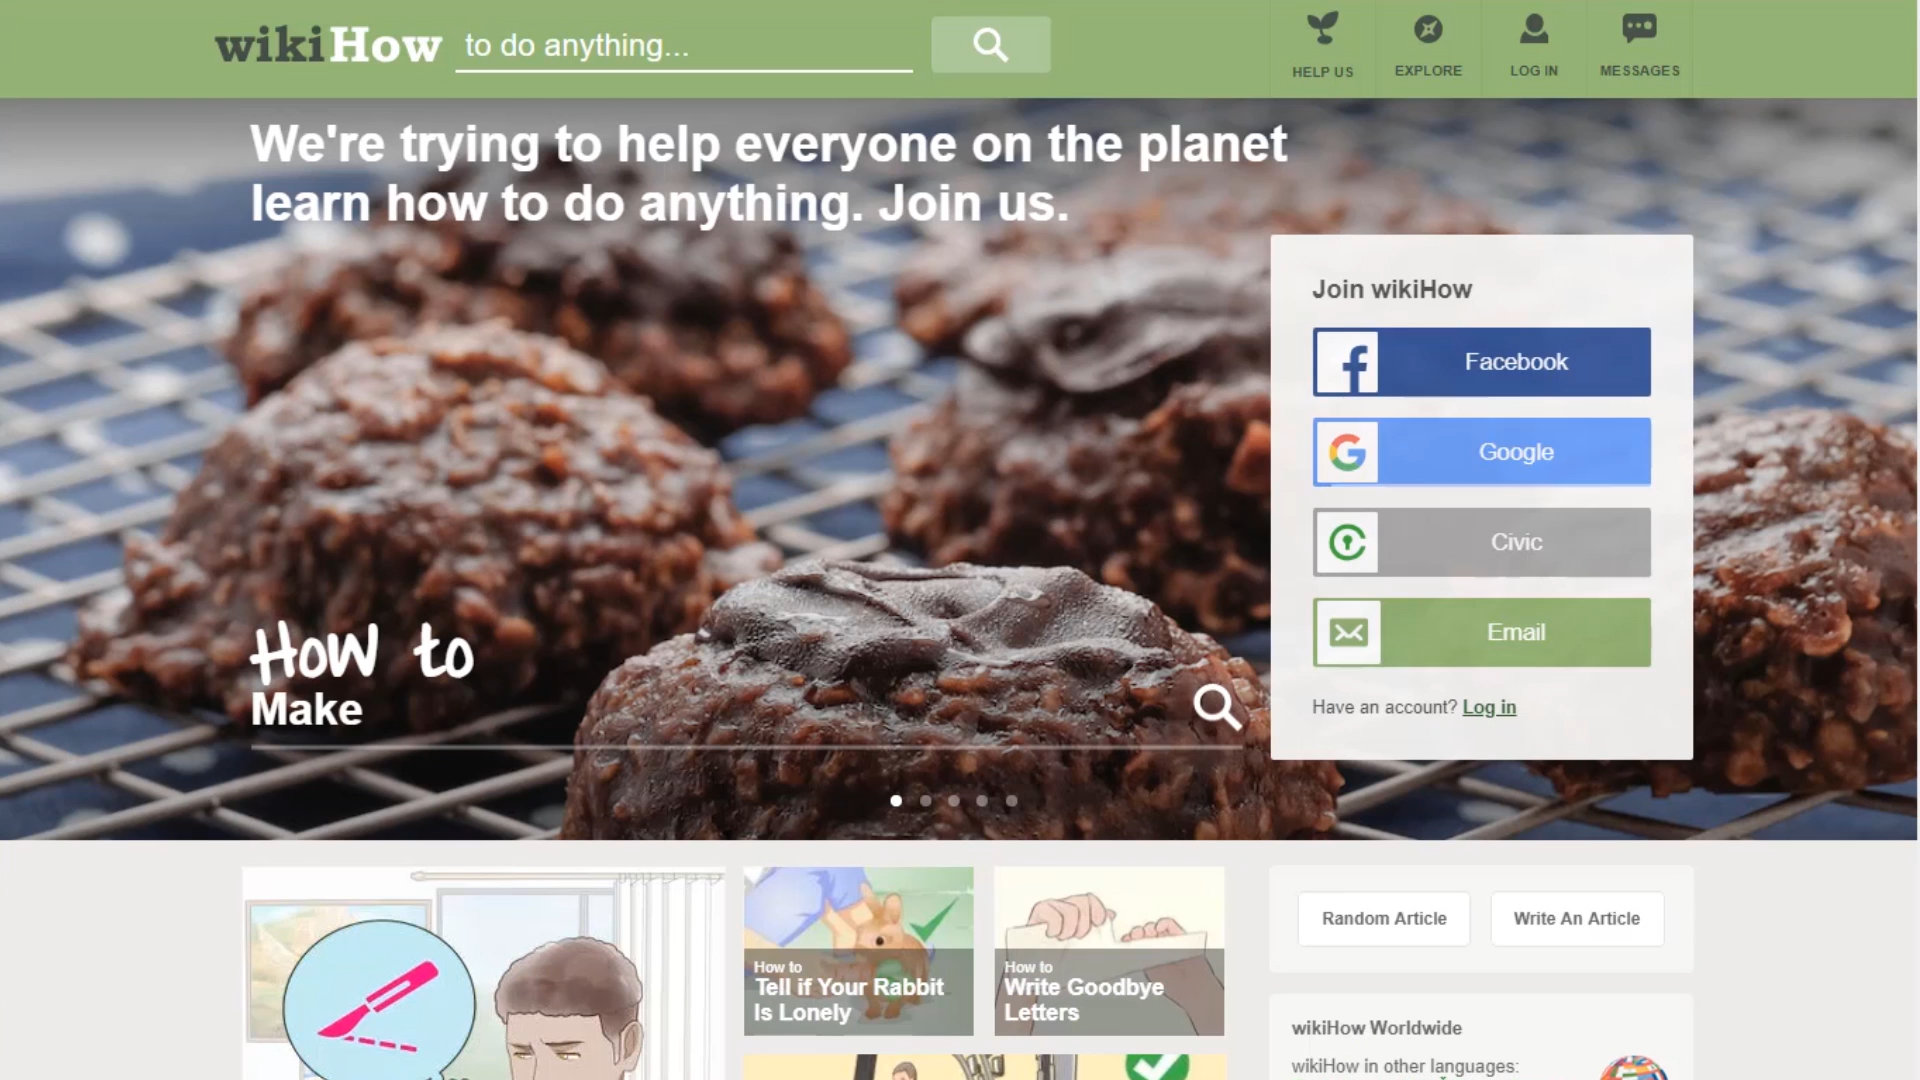 wikiHow to do anything...
HELP US
EXPLORE
LOG IN
MESSAGES
We're trying to help everyone on the planet
learn how to do anything. Join us.
Join wikiHow
Facebook
Google
Civic
Email
Have an account? Log in
How to
Make
How to
Tell if Your Rabbit
Is Lonely
How to
Write Goodbye
Letters
Random Article
Write An Article
wikiHow Worldwide
wikiHow in other languages: